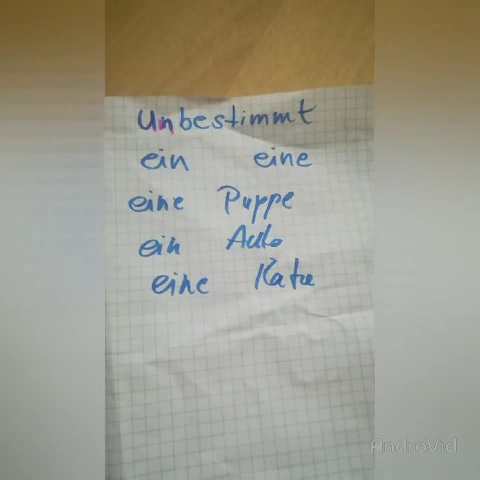 Unbestimmt
ein eine
eine Puppe
ein Auto
eine Katze
AndroVid